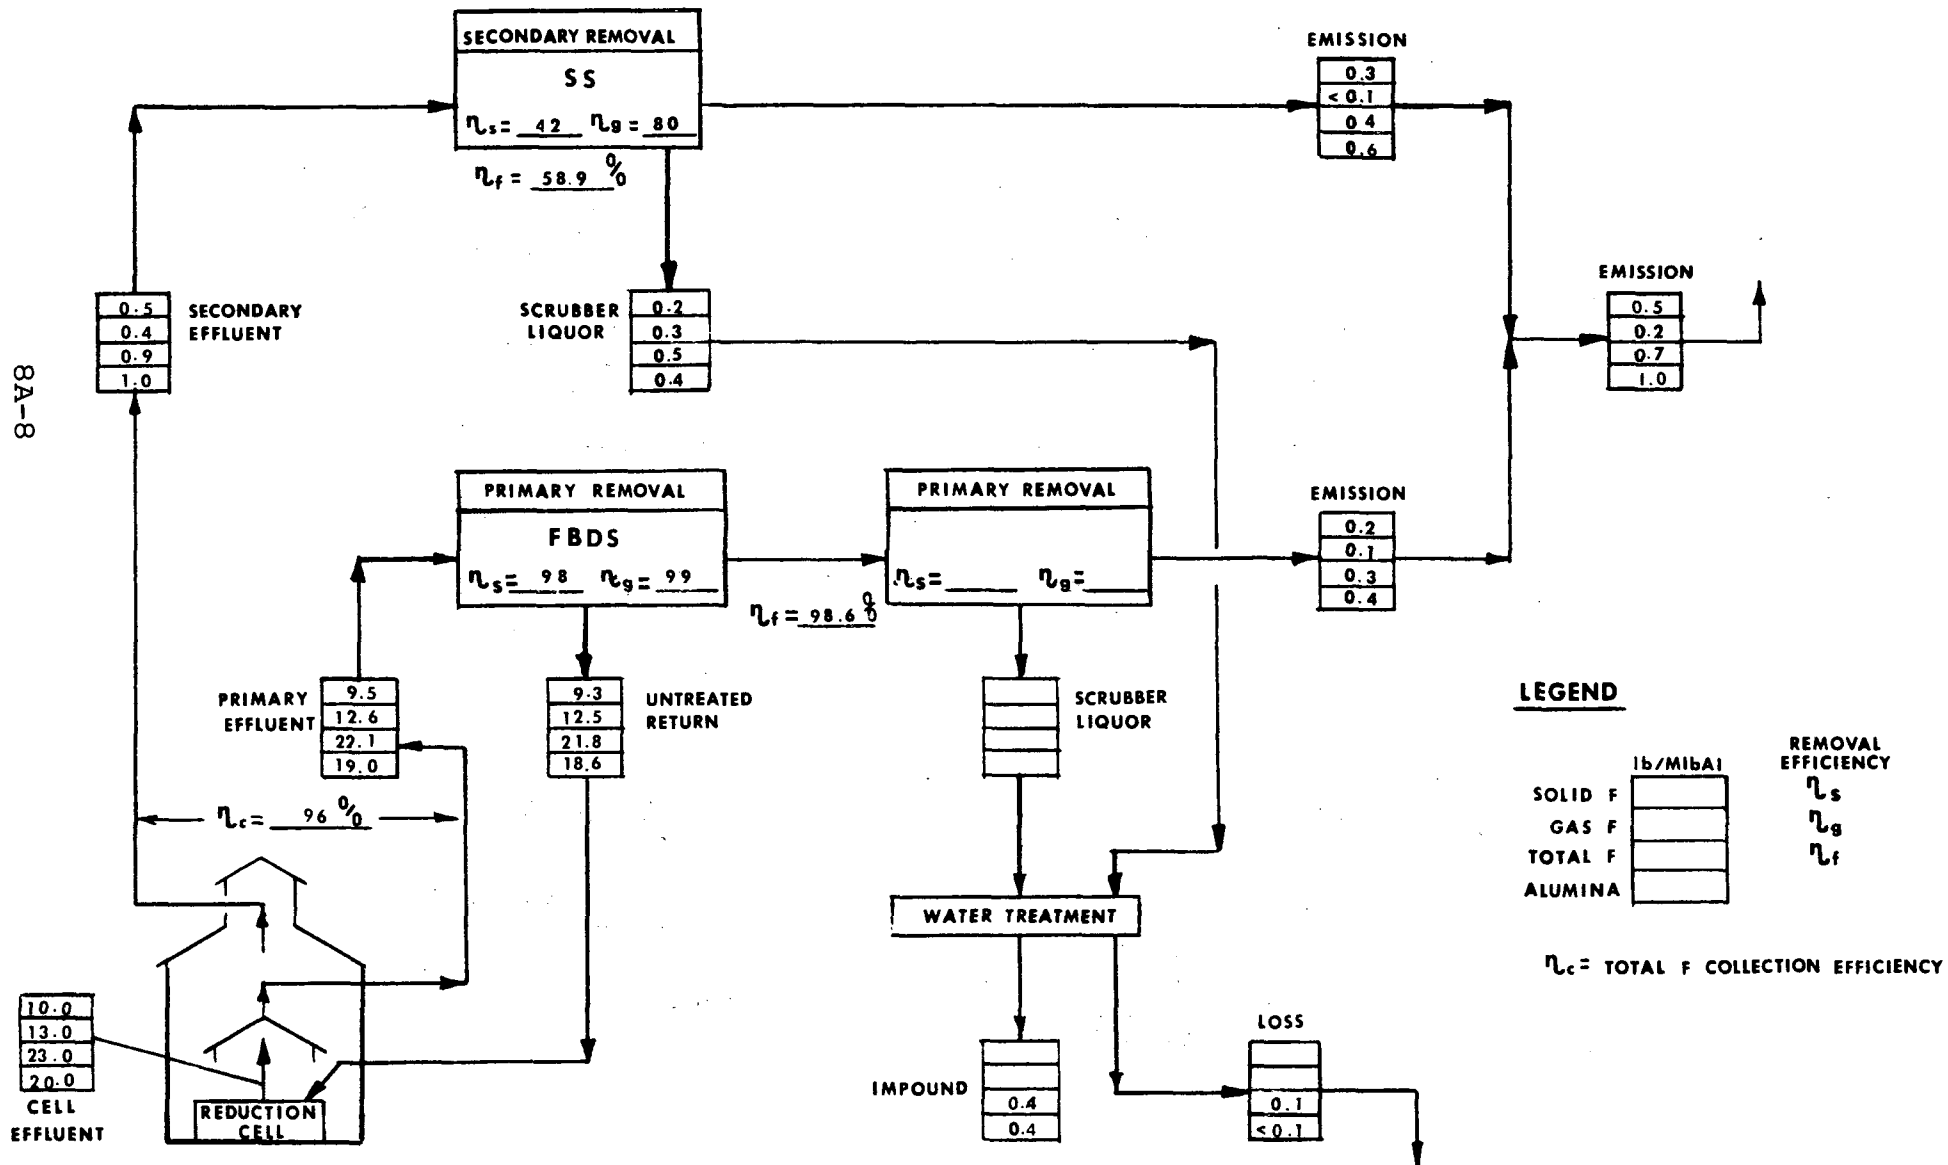 SECONDARY REMOVAL
SS
ηs= 42 ηg= 80
ηf= 58.9 %
EMISSION
0.3
<0.1
0.4
0.6
0.5
0.4
0.9
1.0
SECONDARY
EFFLUENT
SCRUBBER
LIQUOR
0.2
0.3
0.5
0.4
EMISSION
0.5
0.2
0.7
1.0
8A-8
PRIMARY REMOVAL
FBDS
ηs= 98 ηg= 99
ηf= 98.6 %
PRIMARY REMOVAL
ηs= ηg=
EMISSION
0.2
0.1
0.3
0.4
PRIMARY
EFFLUENT
9.5
12.6
22.1
19.0
9.3
12.5
21.8
18.6
UNTREATED
RETURN
SCRUBBER
LIQUOR
ηc= 96 %
WATER TREATMENT
LEGEND
lb/MlbAl
REMOVAL
EFFICIENCY
SOLID F ηs
GAS F ηg
TOTAL F ηf
ALUMINA
ηc= TOTAL F COLLECTION EFFICIENCY
10.0
13.0
23.0
20.0
CELL
EFFLUENT
REDUCTION
CELL
IMPOUND
0.4
0.4
LOSS
0.1
<0.1